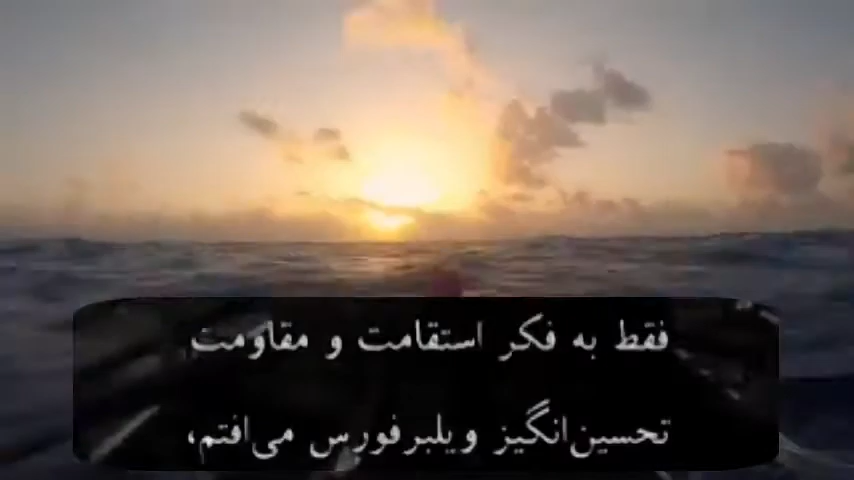 فقط به فکر استقامت و مقاومت
تحسین‌انگیز ویلبرفورس می‌افتم،